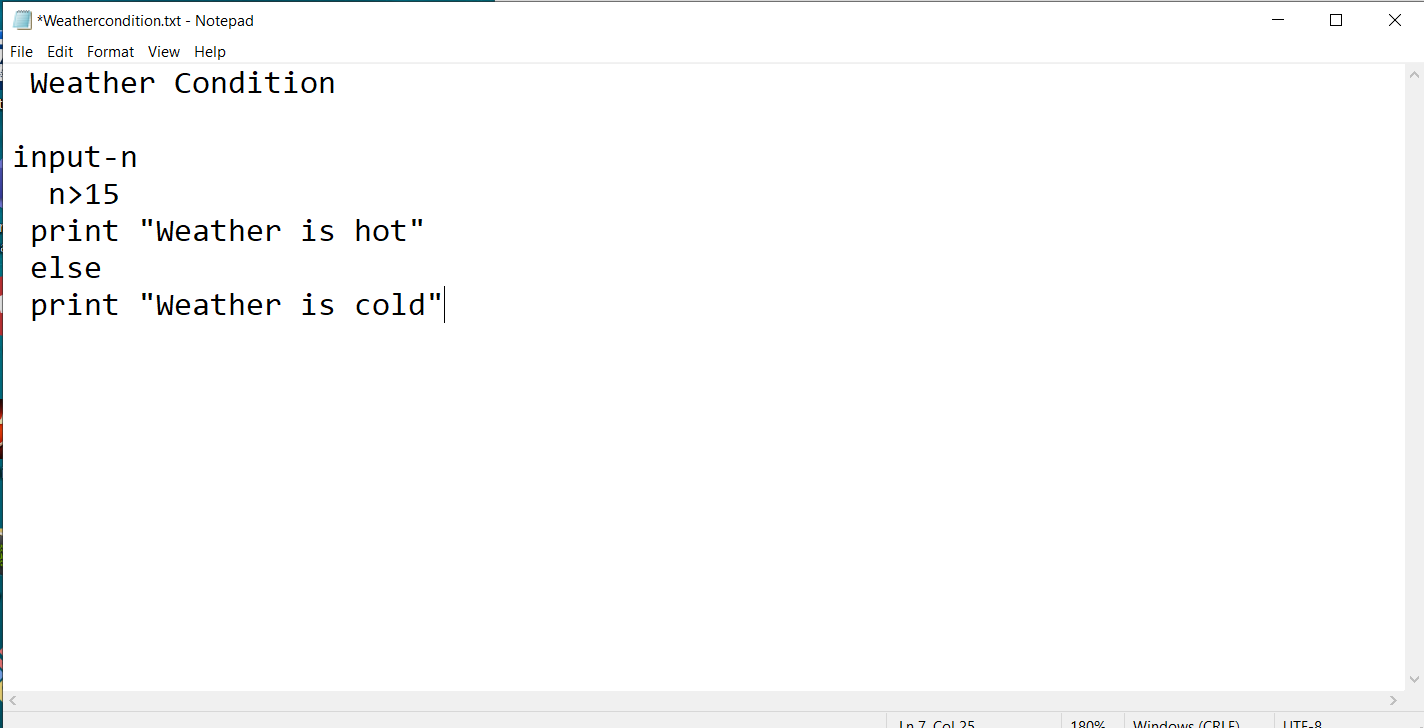 *Weathercondition.txt - Notepad
File Edit Format View Help
Weather Condition
input-n
n>15
print "Weather is hot"
else
print "Weather is cold"
Ln 7, Col 25 180% Windows (CRLF) UTF-8